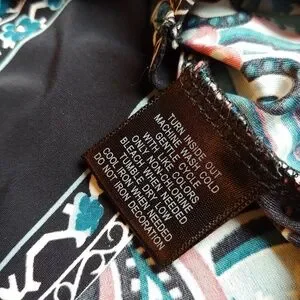 TURN INSIDE OUT
MACHINE WASH COLD
GENTLE CYCLE
WITH LIKE COLORS
ONLY NON-CHLORINE
BLEACH WHEN NEEDED
TUMBLE DRY LOW
COOL IRON WHEN NEEDED
DO NOT IRON DECORATION